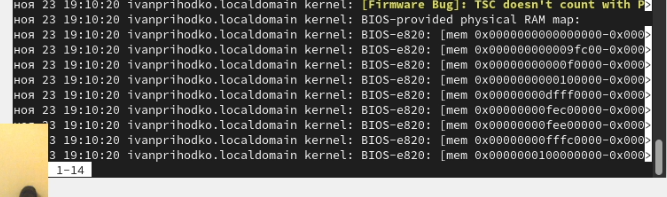 ноя 23 19:10:20 ivanprihodko.localdomain kernel: [Firmware Bug]: TSC doesn't count with P>
ноя 23 19:10:20 ivanprihodko.localdomain kernel: BIOS-provided physical RAM map:
ноя 23 19:10:20 ivanprihodko.localdomain kernel: BIOS-e820: [mem 0x0000000000000000-0x000>
ноя 23 19:10:20 ivanprihodko.localdomain kernel: BIOS-e820: [mem 0x000000000009fc00-0x000>
ноя 23 19:10:20 ivanprihodko.localdomain kernel: BIOS-e820: [mem 0x00000000000f0000-0x000>
ноя 23 19:10:20 ivanprihodko.localdomain kernel: BIOS-e820: [mem 0x0000000000100000-0x000>
ноя 23 19:10:20 ivanprihodko.localdomain kernel: BIOS-e820: [mem 0x00000000dfff0000-0x000>
ноя 23 19:10:20 ivanprihodko.localdomain kernel: BIOS-e820: [mem 0x00000000fec00000-0x000>
ноя 23 19:10:20 ivanprihodko.localdomain kernel: BIOS-e820: [mem 0x00000000fee00000-0x000>
3 19:10:20 ivanprihodko.localdomain kernel: BIOS-e820: [mem 0x00000000fffc0000-0x000>
3 19:10:20 ivanprihodko.localdomain kernel: BIOS-e820: [mem 0x0000000100000000-0x000>
1-14